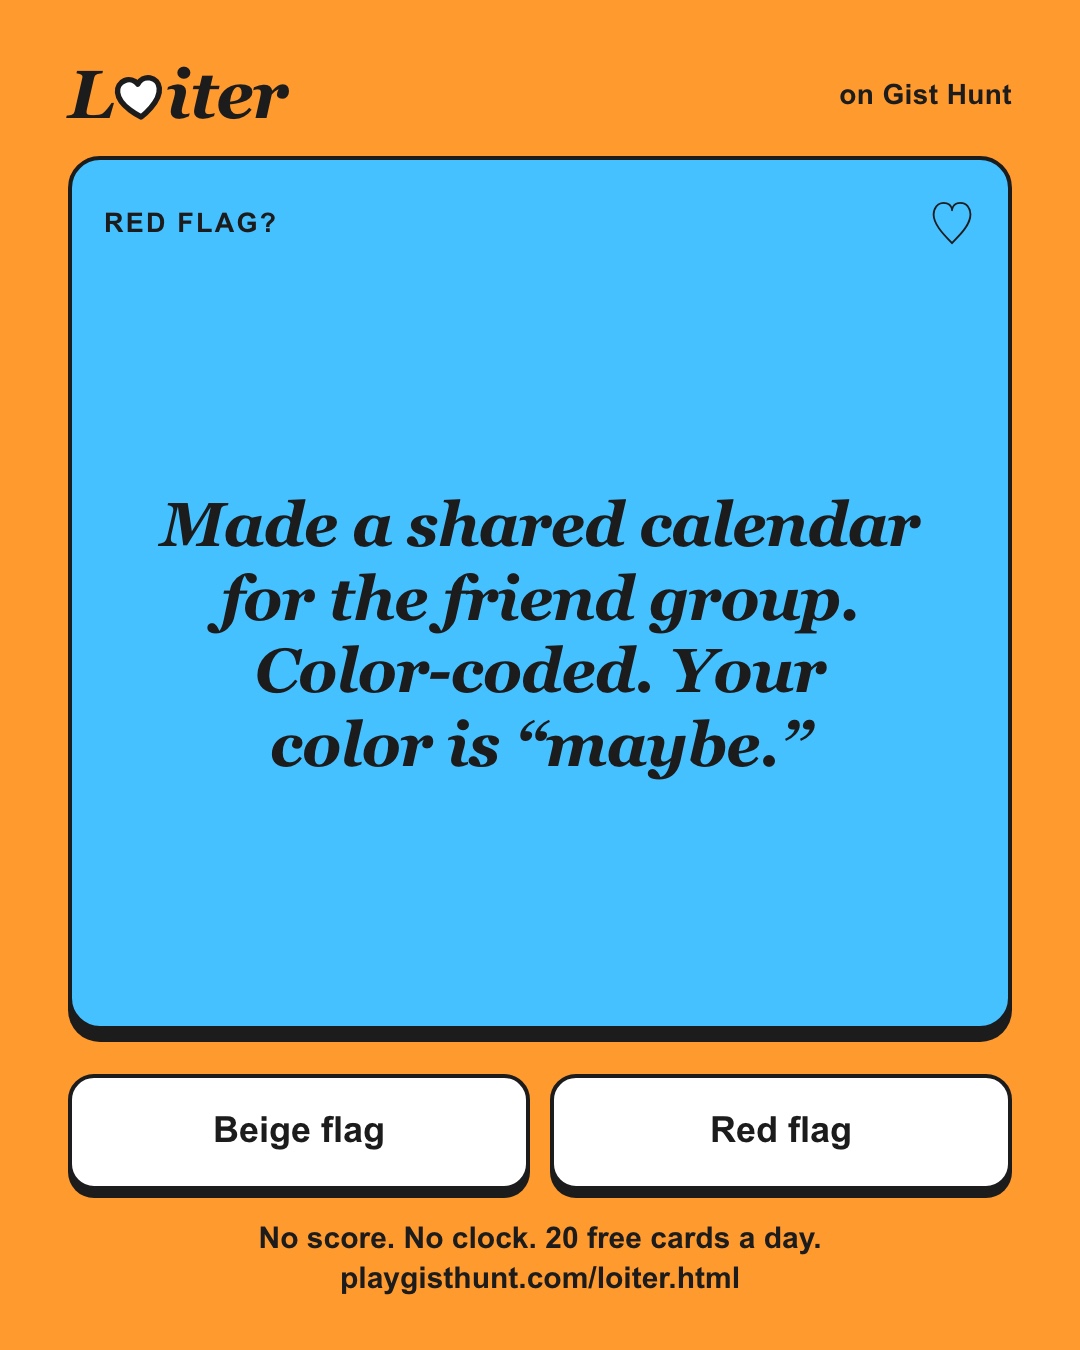 Loiter
on Gist Hunt
RED FLAG?
Made a shared calendar
for the friend group.
Color-coded. Your
color is “maybe.”
Beige flag
Red flag
No score. No clock. 20 free cards a day.
playgisthunt.com/loiter.html